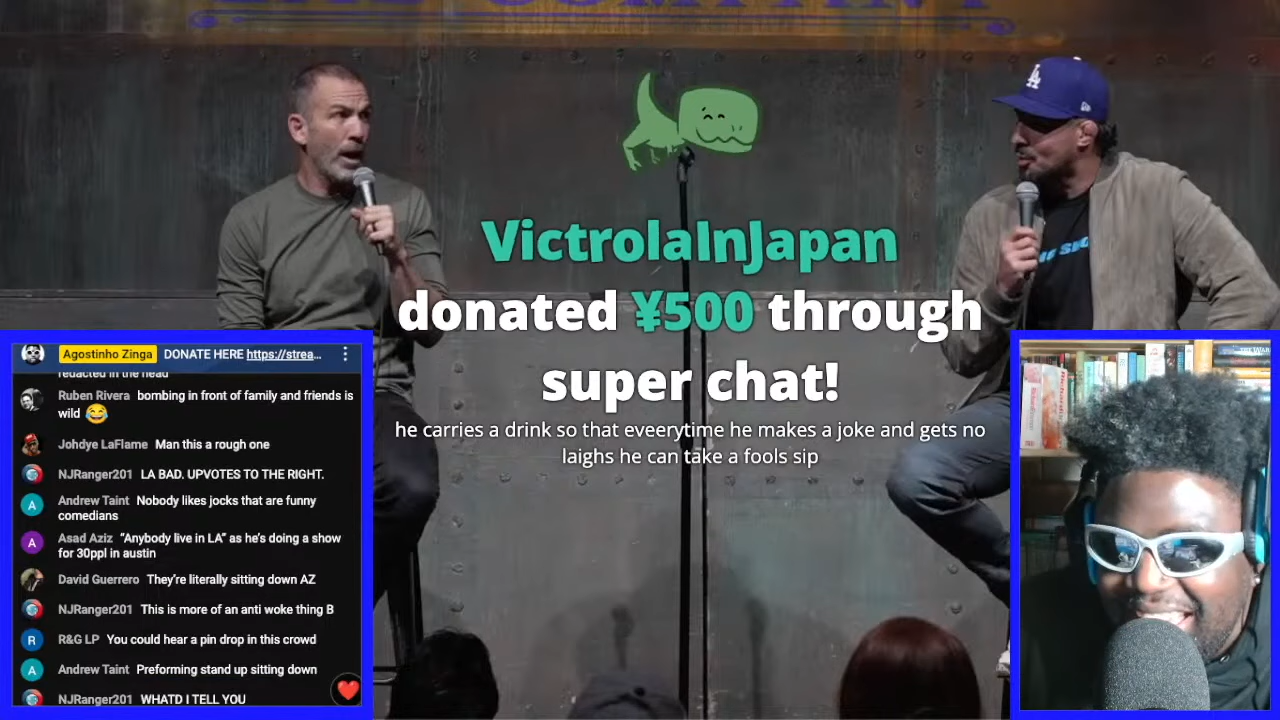 COMPANY
VictrolaInJapan
donated ¥500 through
super chat!
he carries a drink so that eveerytime he makes a joke and gets no
laighs he can take a fools sip
LA
Agostinho Zinga DONATE HERE https://strea...
redacted in the head
Ruben Rivera bombing in front of family and friends is
wild 😂
Johdye LaFlame Man this a rough one
NJRanger201 LA BAD. UPVOTES TO THE RIGHT.
A
Andrew Taint Nobody likes jocks that are funny
comedians
A
Asad Aziz “Anybody live in LA” as he’s doing a show
for 30ppl in austin
David Guerrero They’re literally sitting down AZ
NJRanger201 This is more of an anti woke thing B
R
R&G LP You could hear a pin drop in this crowd
A
Andrew Taint Preforming stand up sitting down
NJRanger201 WHATD I TELL YOU